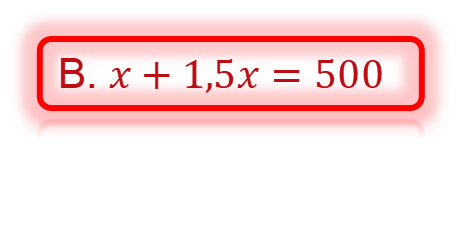 B. x + 1,5x = 500